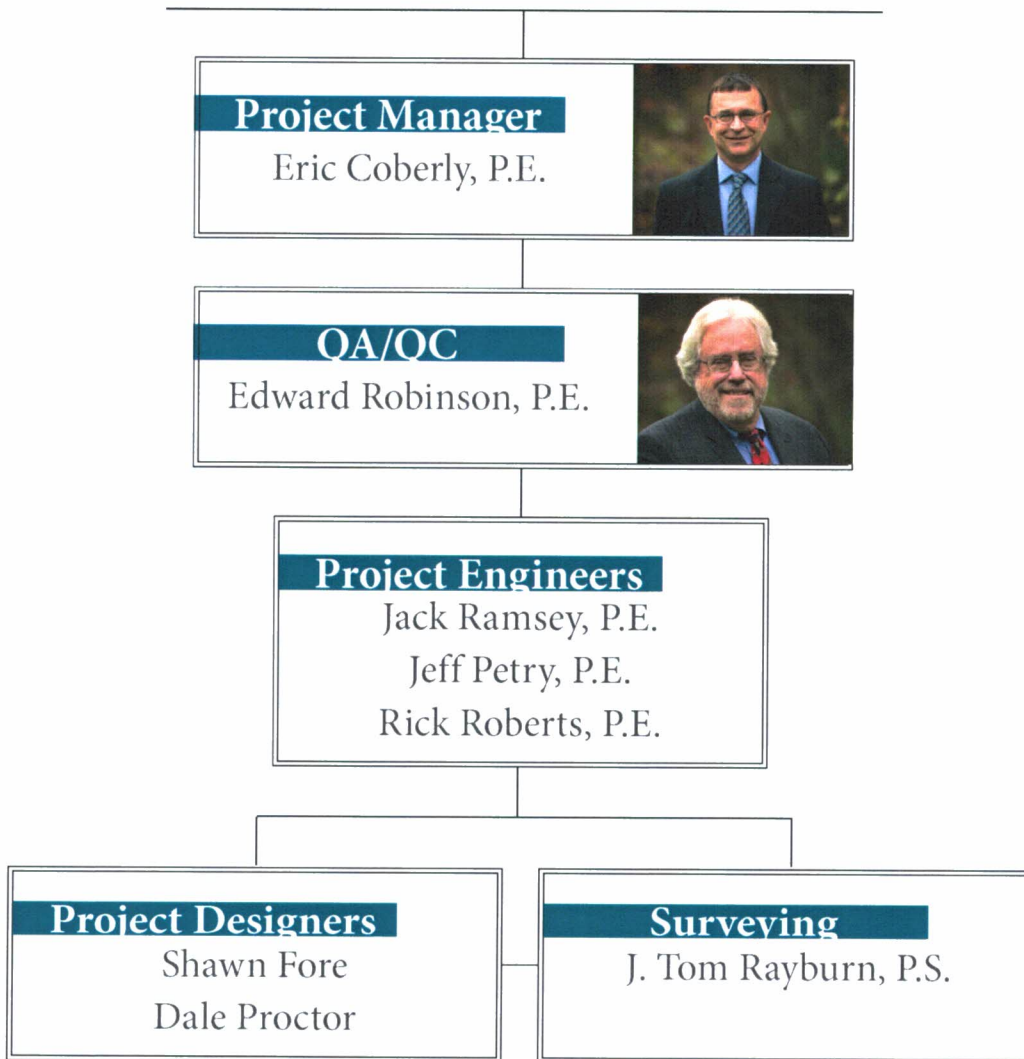 Project Manager
Eric Coberly, P.E.
QA/QC
Edward Robinson, P.E.
Project Engineers
Jack Ramsey, P.E.
Jeff Petry, P.E.
Rick Roberts, P.E.
Project Designers
Shawn Fore
Dale Proctor
Surveying
J. Tom Rayburn, P.S.